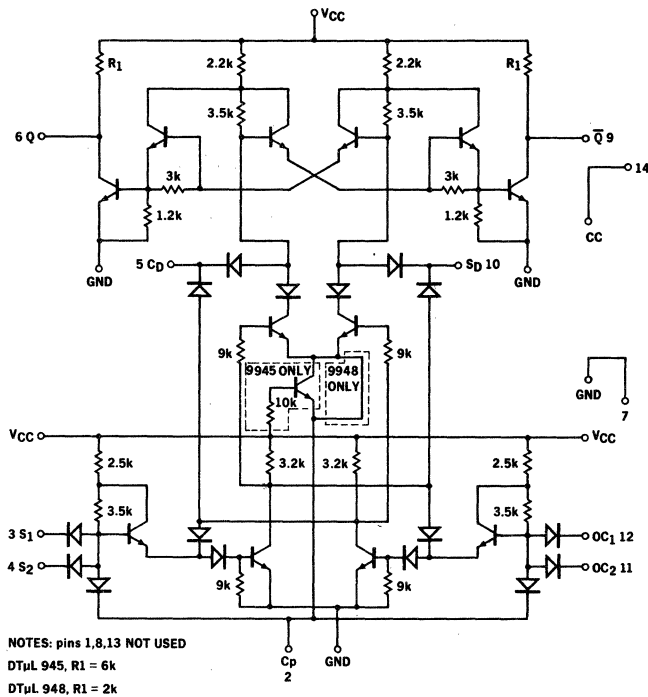 VCC
R1
2.2k
2.2k
R1
3.5k
3.5k
6 Q
Q̅ 9
3k
3k
14
1.2k
1.2k
CC
GND
5 CD
SD 10
GND
9k
9945 ONLY
9948 ONLY
9k
10k
GND
7
VCC
VCC
2.5k
3.2k
3.2k
2.5k
3.5k
3.5k
3 S1
OC1 12
4 S2
OC2 11
9k
9k
NOTES: pins 1,8,13 NOT USED
Cp
2
GND
DTµL 945, R1 = 6k
DTµL 948, R1 = 2k